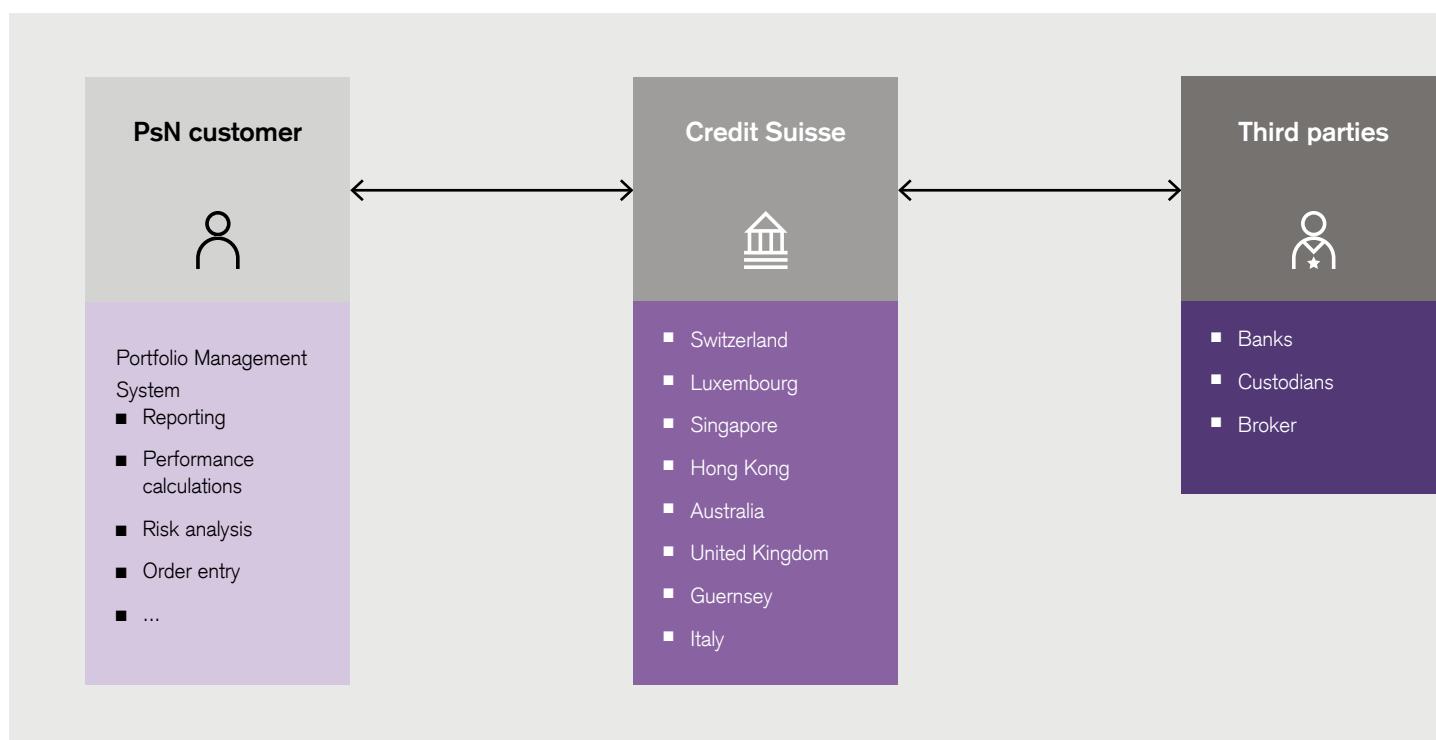 PsN customer
Portfolio Management
System
■ Reporting
■ Performance
calculations
■ Risk analysis
■ Order entry
■ ...
Credit Suisse
■ Switzerland
■ Luxembourg
■ Singapore
■ Hong Kong
■ Australia
■ United Kingdom
■ Guernsey
■ Italy
Third parties
■ Banks
■ Custodians
■ Broker